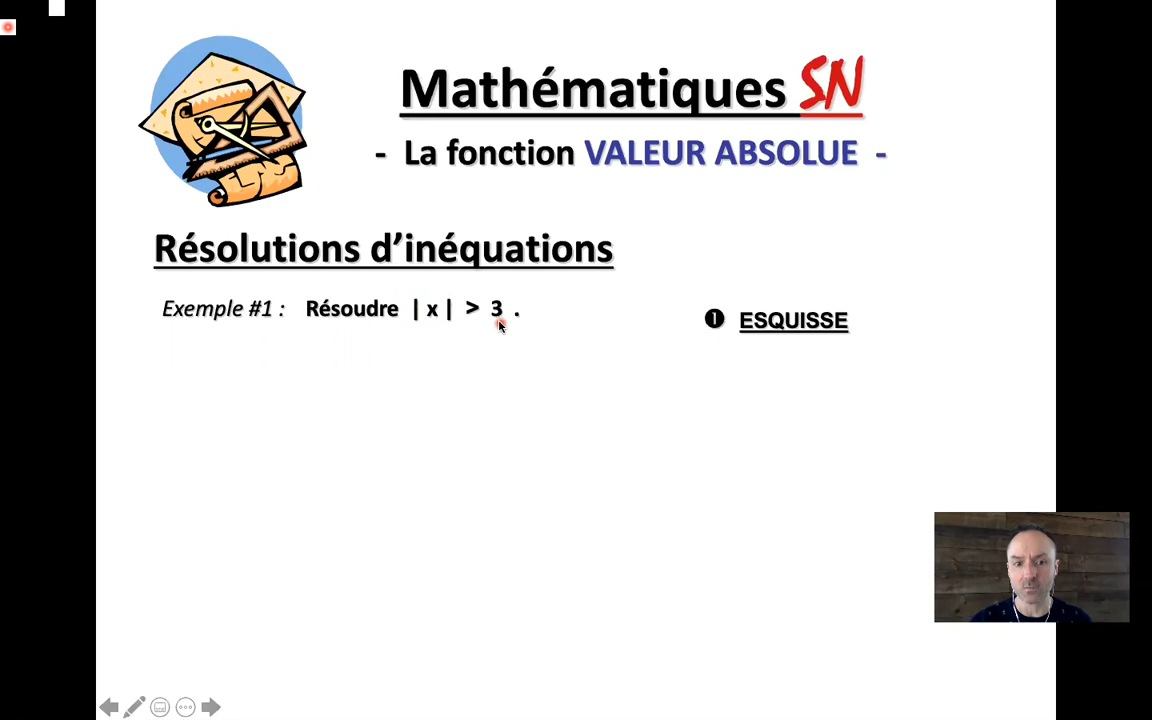 Mathématiques SN
- La fonction VALEUR ABSOLUE -
Résolutions d’inéquations
Exemple #1 : Résoudre | x | > 3 .
❶ ESQUISSE